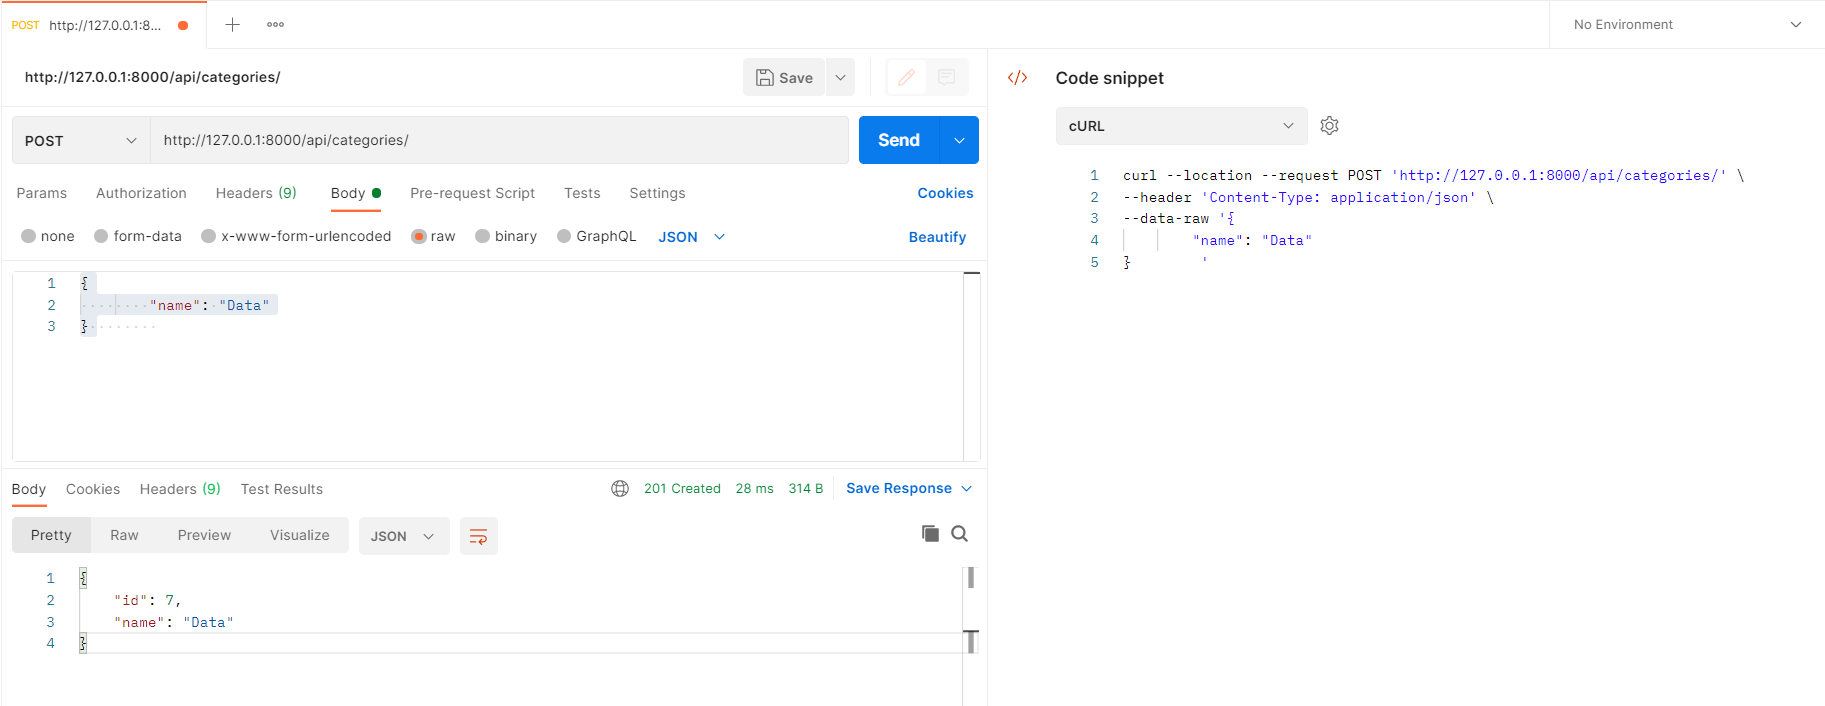 POST http://127.0.0.1:8... No Environment
http://127.0.0.1:8000/api/categories/ Save
POST http://127.0.0.1:8000/api/categories/ Send
Params Authorization Headers (9) Body Pre-request Script Tests Settings Cookies
none form-data x-www-form-urlencoded raw binary GraphQL JSON Beautify
1 {
2 "name": "Data"
3 }
Body Cookies Headers (9) Test Results 201 Created 28 ms 314 B Save Response
Pretty Raw Preview Visualize JSON
1 {
2 "id": 7,
3 "name": "Data"
4 }
</> Code snippet
cURL
1 curl --location --request POST 'http://127.0.0.1:8000/api/categories/' \
2 --header 'Content-Type: application/json' \
3 --data-raw '{
4 "name": "Data"
5 } '